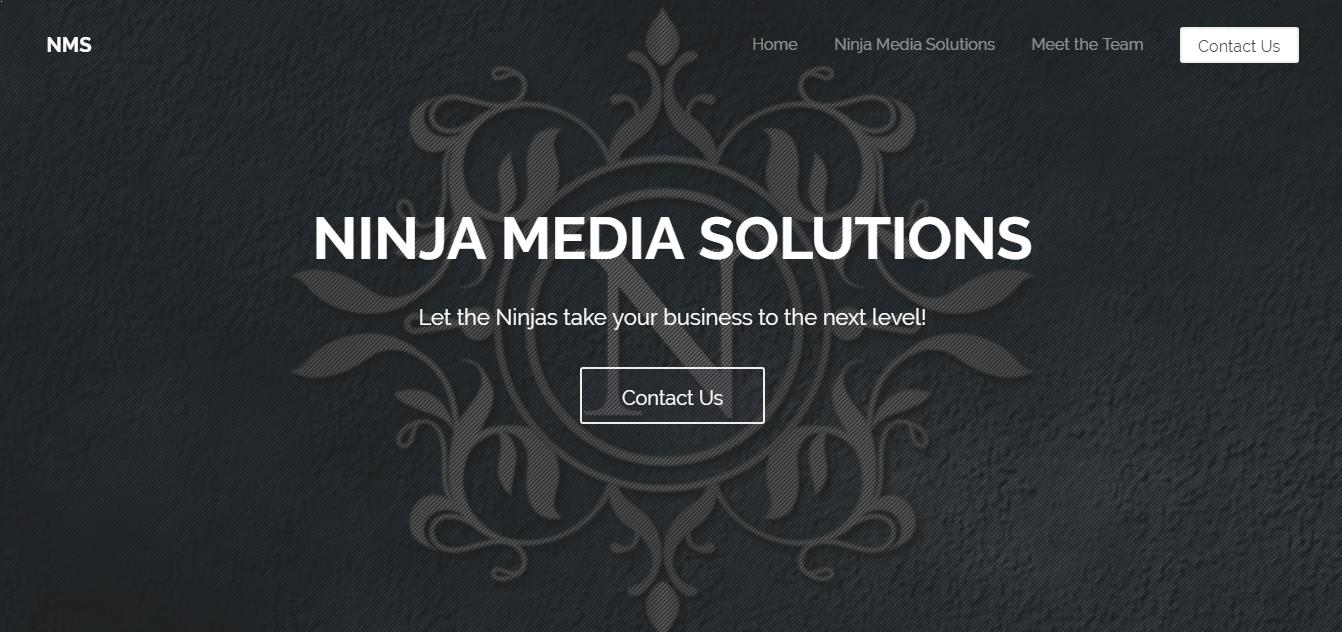 NMS
Home
Ninja Media Solutions
Meet the Team
Contact Us
NINJA MEDIA SOLUTIONS
Let the Ninjas take your business to the next level!
N
Contact Us